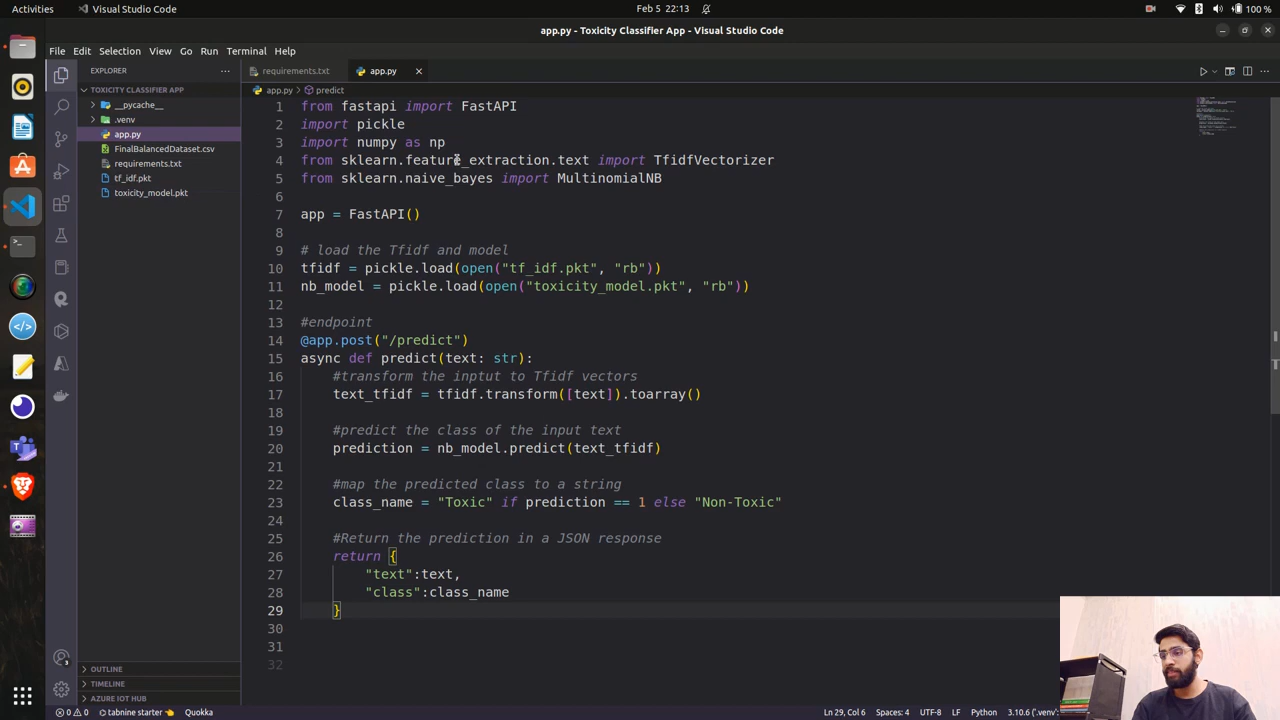 Activities
Visual Studio Code
Feb 5 22:13
100 %
app.py - Toxicity Classifier App - Visual Studio Code
File Edit Selection View Go Run Terminal Help
EXPLORER
requirements.txt
app.py
TOXICITY CLASSIFIER APP
app.py > predict
__pycache__
.venv
app.py
FinalBalancedDataset.csv
requirements.txt
tf_idf.pkt
toxicity_model.pkt
1 from fastapi import FastAPI
2 import pickle
3 import numpy as np
4 from sklearn.feature_extraction.text import TfidfVectorizer
5 from sklearn.naive_bayes import MultinomialNB
6
7 app = FastAPI()
8
9 # load the Tfidf and model
10 tfidf = pickle.load(open("tf_idf.pkt", "rb"))
11 nb_model = pickle.load(open("toxicity_model.pkt", "rb"))
12
13 #endpoint
14 @app.post("/predict")
15 async def predict(text: str):
16 #transform the inptut to Tfidf vectors
17 text_tfidf = tfidf.transform([text]).toarray()
18
19 #predict the class of the input text
20 prediction = nb_model.predict(text_tfidf)
21
22 #map the predicted class to a string
23 class_name = "Toxic" if prediction == 1 else "Non-Toxic"
24
25 #Return the prediction in a JSON response
26 return {
27 "text":text,
28 "class":class_name
29 }
30
31
32
OUTLINE
TIMELINE
AZURE IOT HUB
3
0 0 tabnine starter Quokka
Ln 29, Col 6 Spaces: 4 UTF-8 LF Python 3.10.6 ('.venv':